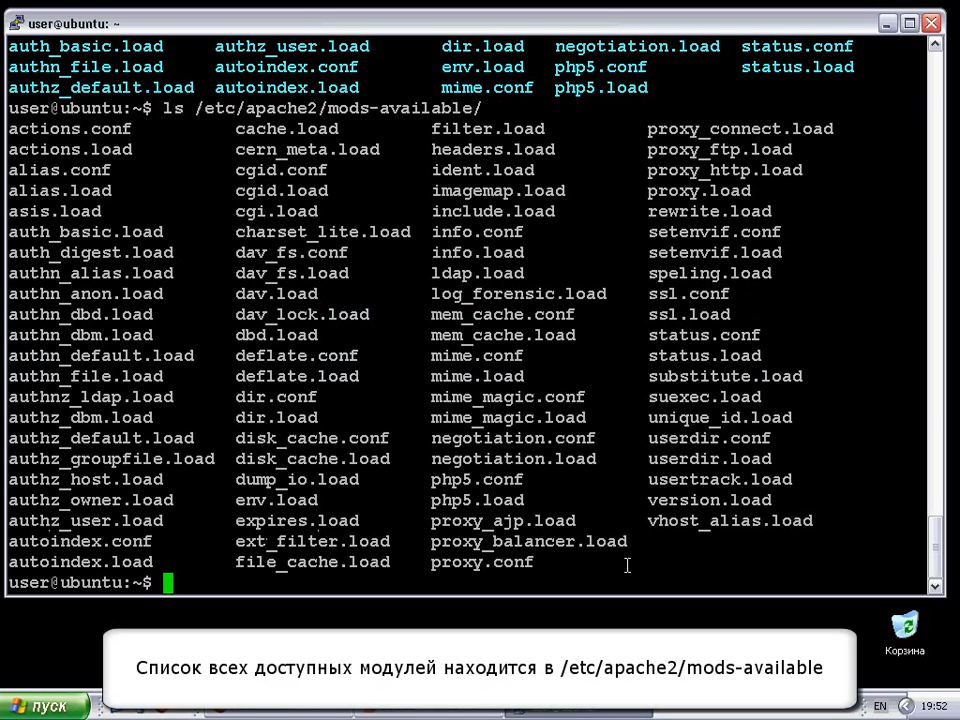 user@ubuntu: ~
auth_basic.load authz_user.load dir.load negotiation.load status.conf
authn_file.load autoindex.conf env.load php5.conf status.load
authz_default.load autoindex.load mime.conf php5.load
user@ubuntu:~$ ls /etc/apache2/mods-available/
actions.conf cache.load filter.load proxy_connect.load
actions.load cern_meta.load headers.load proxy_ftp.load
alias.conf cgid.conf ident.load proxy_http.load
alias.load cgid.load imagemap.load proxy.load
asis.load cgi.load include.load rewrite.load
auth_basic.load charset_lite.load info.conf setenvif.conf
auth_digest.load dav_fs.conf info.load setenvif.load
authn_alias.load dav_fs.load ldap.load speling.load
authn_anon.load dav.load log_forensic.load ssl.conf
authn_dbd.load dav_lock.load mem_cache.conf ssl.load
authn_dbm.load dbd.load mem_cache.load status.conf
authn_default.load deflate.conf mime.conf status.load
authn_file.load deflate.load mime.load substitute.load
authnz_ldap.load dir.conf mime_magic.conf suexec.load
authz_dbm.load dir.load mime_magic.load unique_id.load
authz_default.load disk_cache.conf negotiation.conf userdir.conf
authz_groupfile.load disk_cache.load negotiation.load userdir.load
authz_host.load dump_io.load php5.conf usertrack.load
authz_owner.load env.load php5.load version.load
authz_user.load expires.load proxy_ajp.load vhost_alias.load
autoindex.conf ext_filter.load proxy_balancer.load
autoindex.load file_cache.load proxy.conf
user@ubuntu:~$
Корзина
Список всех доступных модулей находится в /etc/apache2/mods-available
пуск EN 19:52